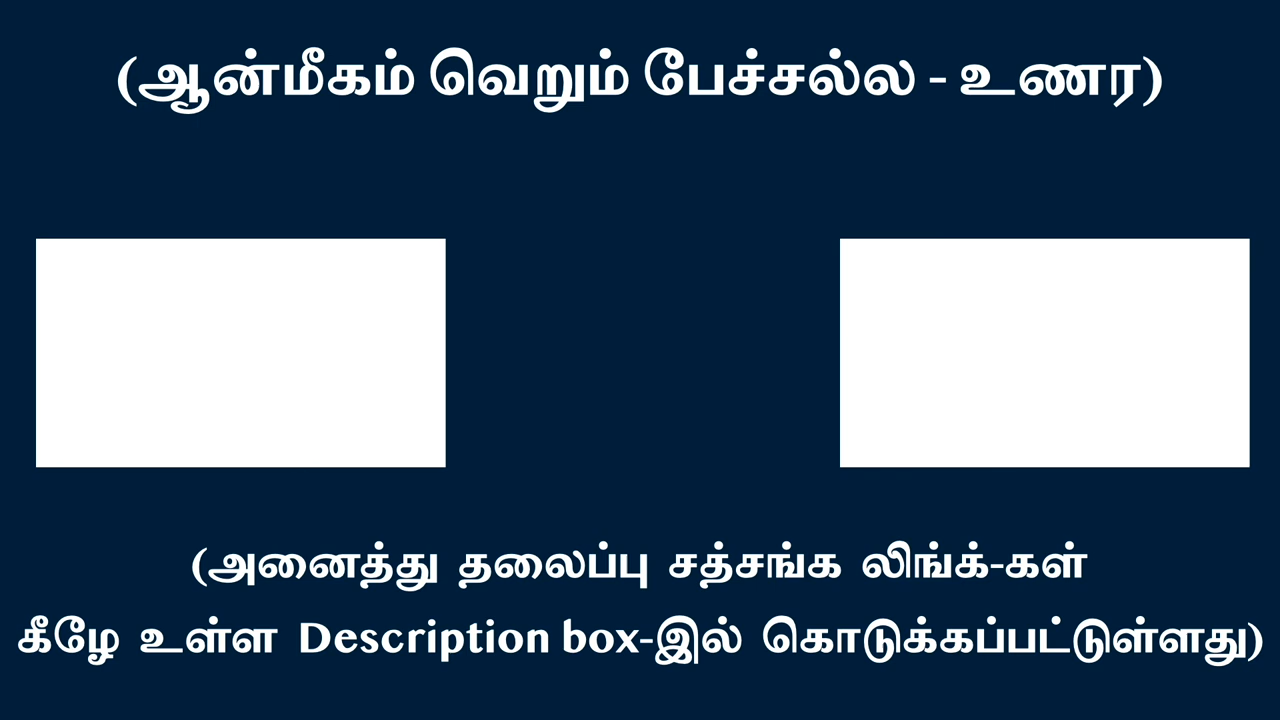 (ஆன்மீகம் வெறும் பேச்சல்ல - உணர)
(அனைத்து தலைப்பு சத்சங்க லிங்க்-கள்
கீழே உள்ள Description box-இல் கொடுக்கப்பட்டுள்ளது)